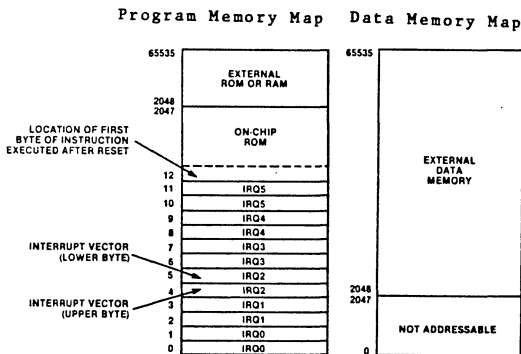 Program Memory Map
Data Memory Map
65535
EXTERNAL
ROM OR RAM
2048
2047
LOCATION OF FIRST
BYTE OF INSTRUCTION
EXECUTED AFTER RESET
ON-CHIP
ROM
12
11 IRQ5
10 IRQ5
9 IRQ4
8 IRQ4
7 IRQ3
6 IRQ3
INTERRUPT VECTOR
(LOWER BYTE)
5 IRQ2
4 IRQ2
INTERRUPT VECTOR
(UPPER BYTE)
3 IRQ1
2 IRQ1
1 IRQ0
0 IRQ0
65535
EXTERNAL
DATA
MEMORY
2048
2047
NOT ADDRESSABLE
0